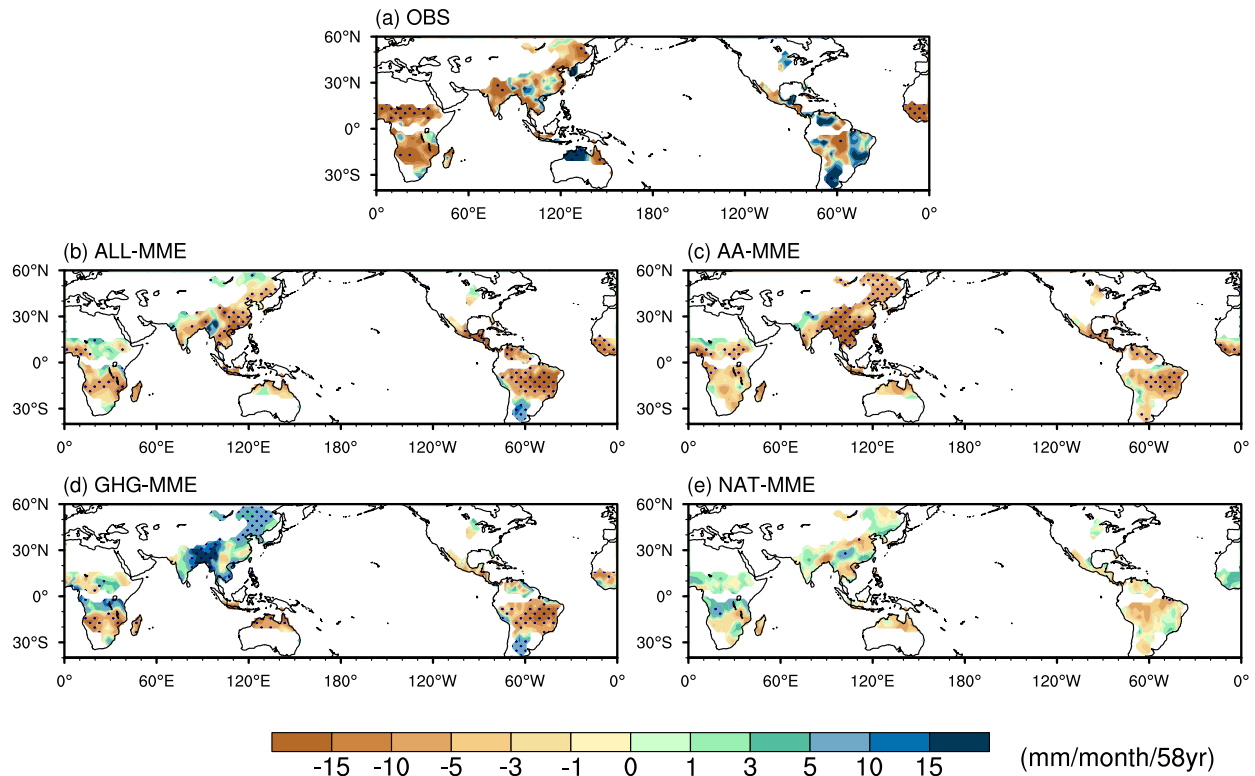 (a) OBS
60°N
30°N
0°
30°S
0° 60°E 120°E 180° 120°W 60°W 0°
(b) ALL-MME
60°N
30°N
0°
30°S
0° 60°E 120°E 180° 120°W 60°W 0°
(c) AA-MME
60°N
30°N
0°
30°S
0° 60°E 120°E 180° 120°W 60°W 0°
(d) GHG-MME
60°N
30°N
0°
30°S
0° 60°E 120°E 180° 120°W 60°W 0°
(e) NAT-MME
60°N
30°N
0°
30°S
0° 60°E 120°E 180° 120°W 60°W 0°
-15 -10 -5 -3 -1 0 1 3 5 10 15 (mm/month/58yr)